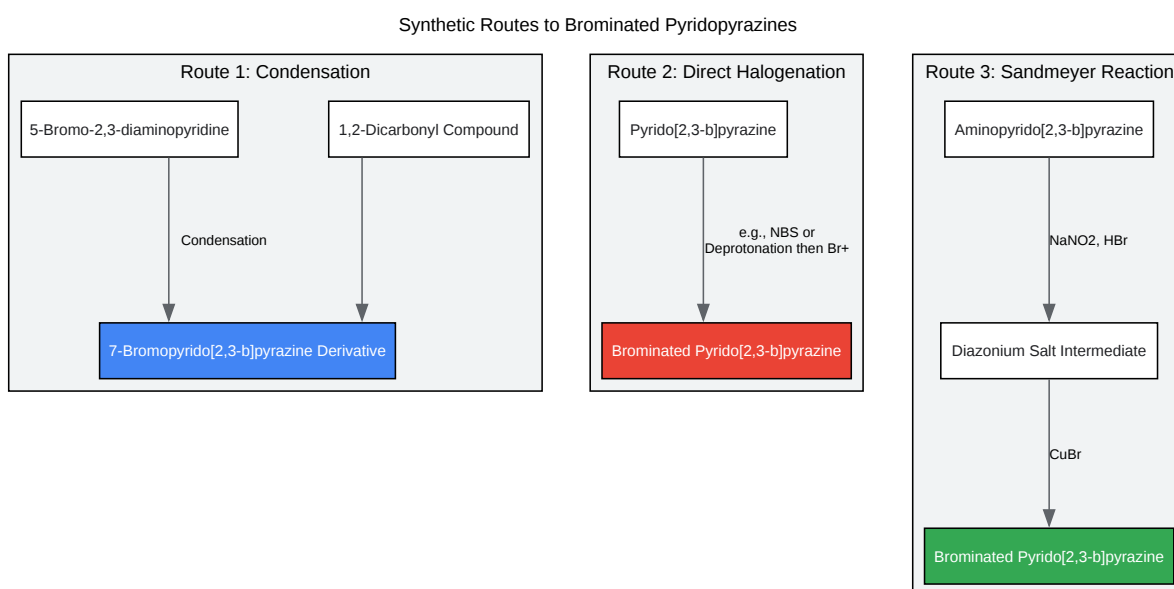 Synthetic Routes to Brominated Pyridopyrazines
Route 1: Condensation
5-Bromo-2,3-diaminopyridine
1,2-Dicarbonyl Compound
Condensation
7-Bromopyrido[2,3-b]pyrazine Derivative
Route 2: Direct Halogenation
Pyrido[2,3-b]pyrazine
e.g., NBS or
Deprotonation then Br+
Brominated Pyrido[2,3-b]pyrazine
Route 3: Sandmeyer Reaction
Aminopyrido[2,3-b]pyrazine
NaNO2, HBr
Diazonium Salt Intermediate
CuBr
Brominated Pyrido[2,3-b]pyrazine